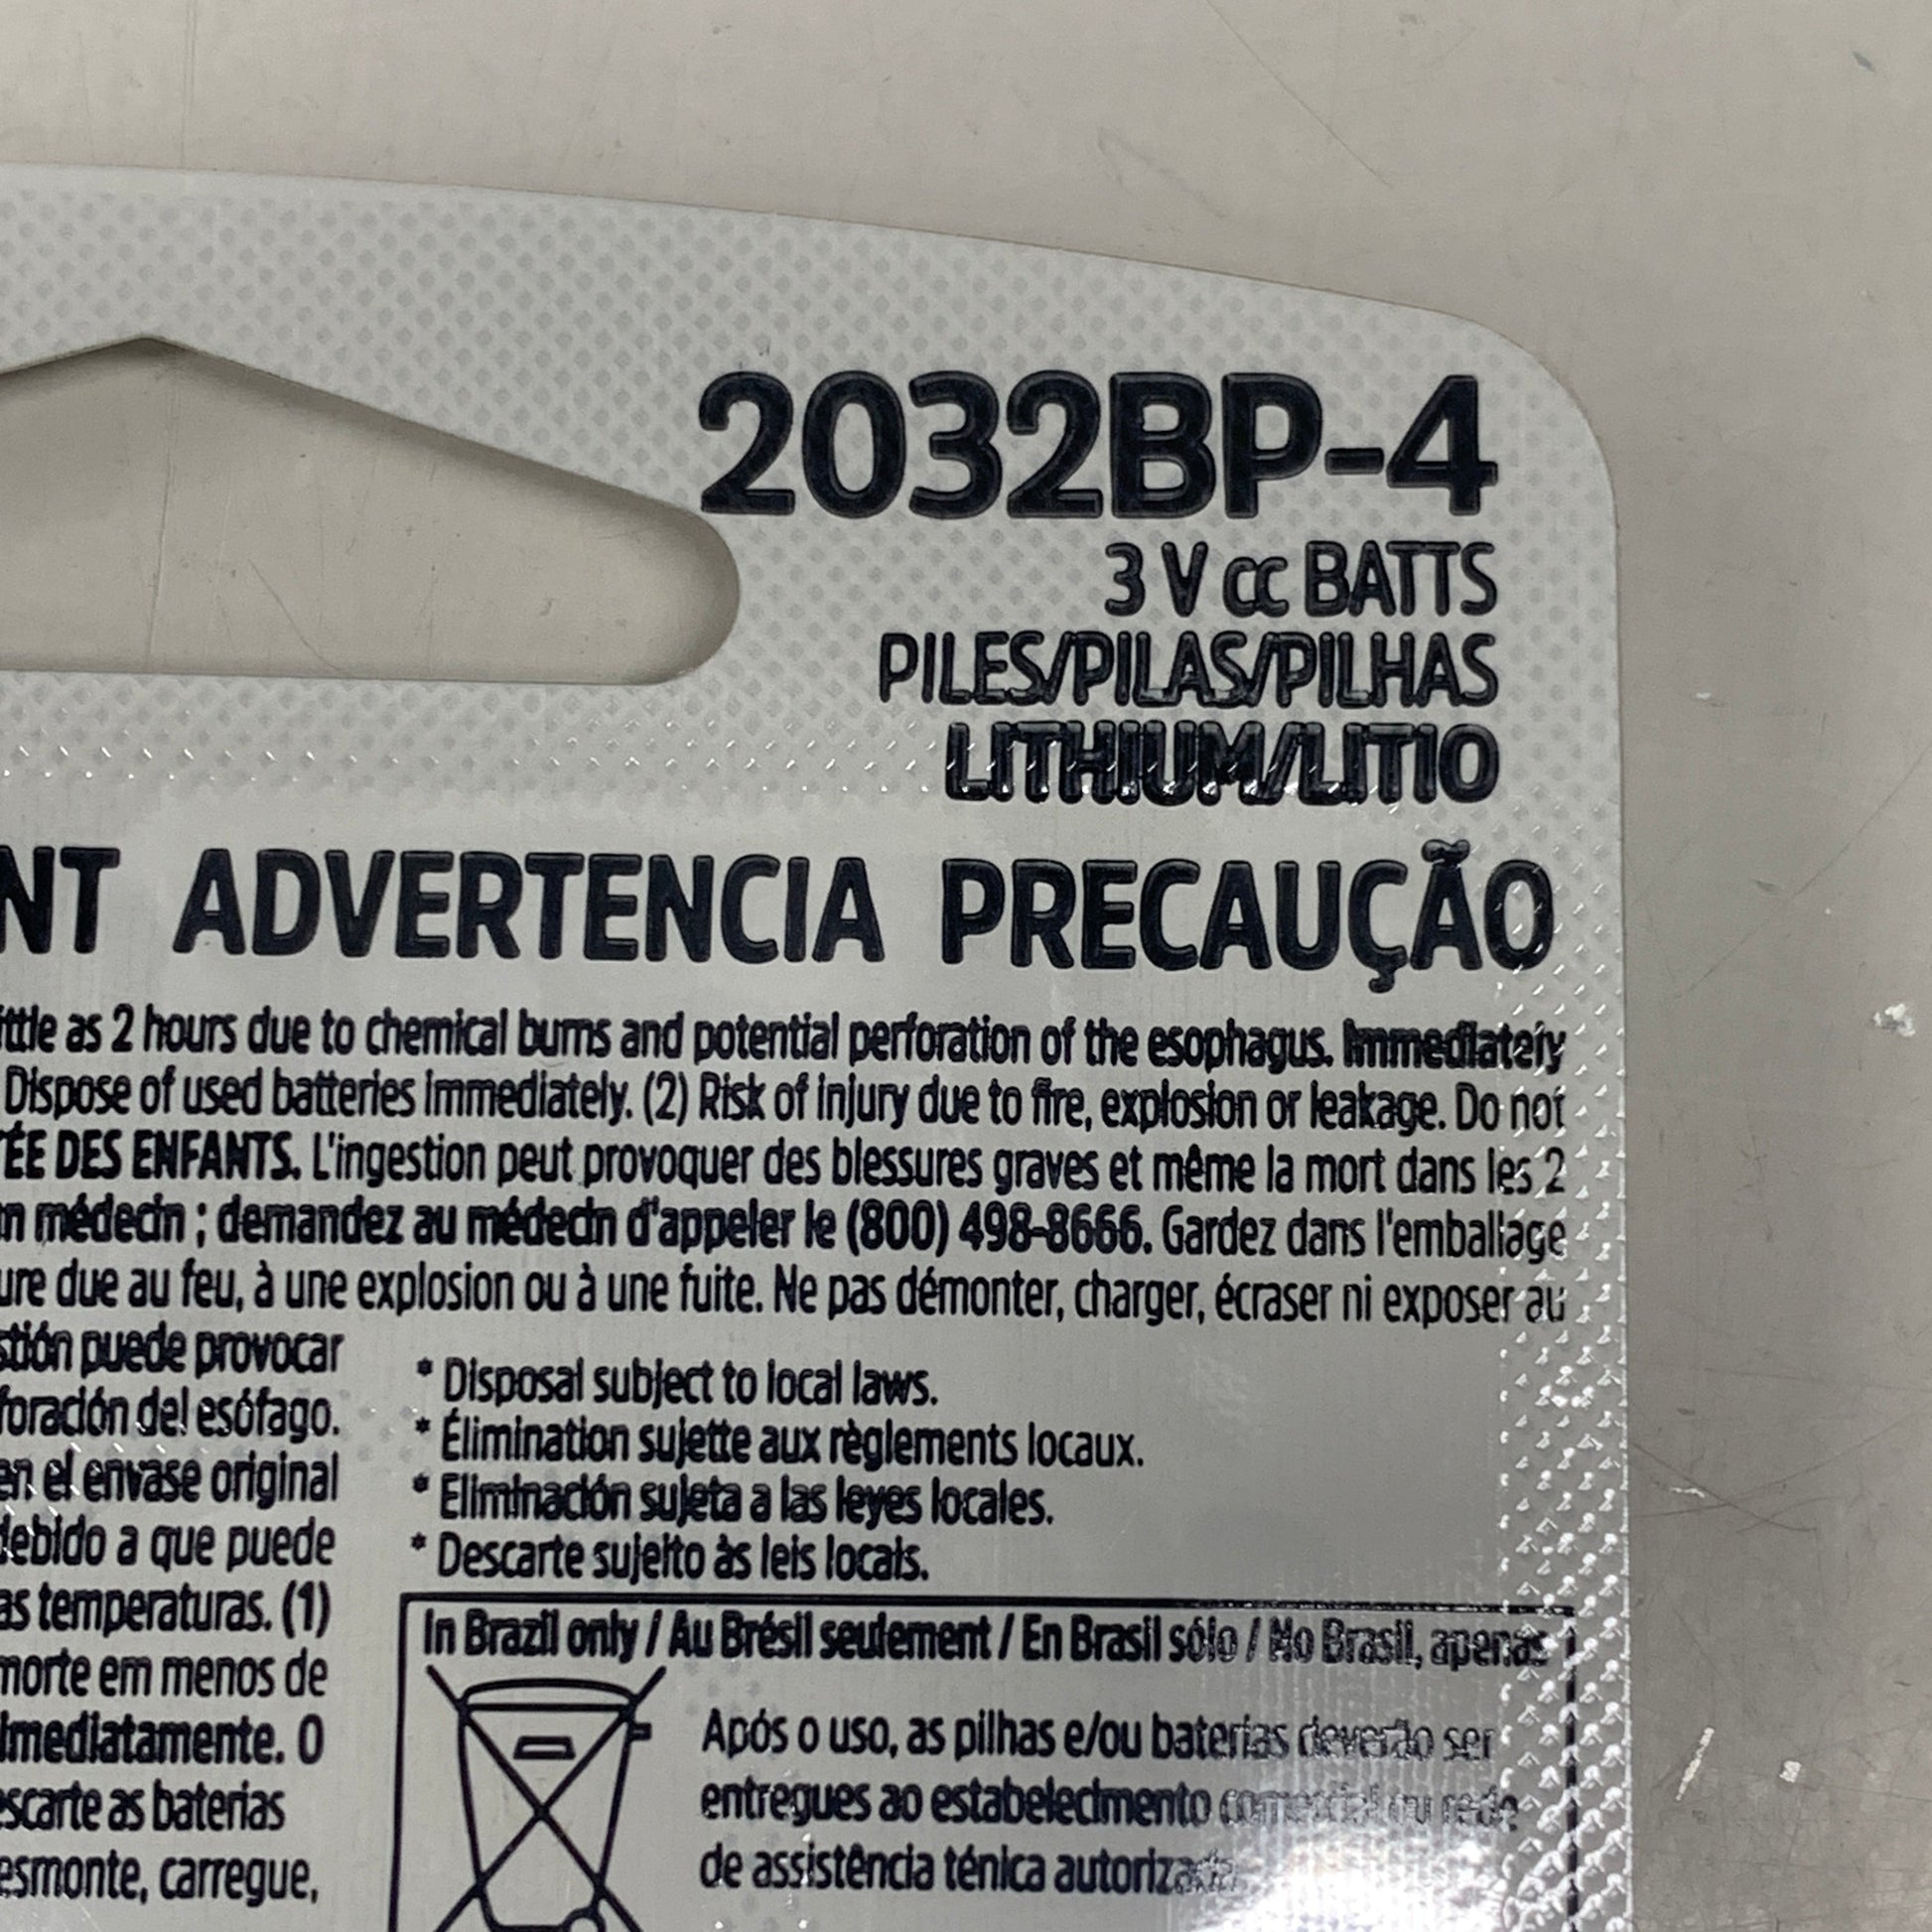 2032BP-4
3 V cc BATTS
PILES/PILAS/PILHAS
LITHIUM/LITIO
NT ADVERTENCIA PRECAUÇÃO
ittle as 2 hours due to chemical burns and potential perforation of the esophagus. Immediately
Dispose of used batteries immediately. (2) Risk of injury due to fire, explosion or leakage. Do not
ÉE DES ENFANTS. L'ingestion peut provoquer des blessures graves et même la mort dans les 2
n médecin ; demandez au médecin d'appeler le (800) 498-8666. Gardez dans l'emballage
ure due au feu, à une explosion ou à une fuite. Ne pas démonter, charger, écraser ni exposer au
stión puede provocar
foración del esófago.
en el envase original
debido a que puede
as temperaturas. (1)
morte em menos de
imediatamente. O
escarte as baterias
esmonte, carregue,
* Disposal subject to local laws.
* Élimination sujette aux règlements locaux.
* Eliminación sujeta a las leyes locales.
* Descarte sujeito às leis locais.
In Brazil only / Au Brésil seulement / En Brasil sólo / No Brasil, apenas
Após o uso, as pilhas e/ou baterias deverão ser
entregues ao estabelecimento comercial ou rede
de assistência ténica autorizada